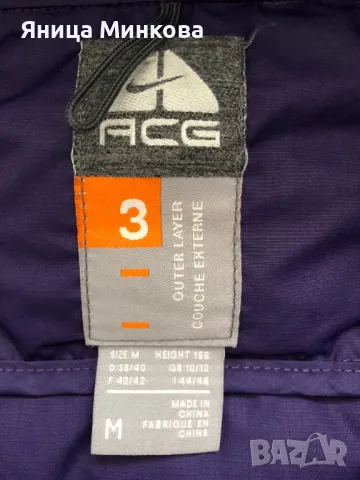 Яница Минкова
ACG
3
OUTER LAYER
COUCHE EXTERNE
SIZE M HEIGHT 168
D:38/40 GB 10/12
F:40/42 I:44/46
M
MADE IN
CHINA
FABRIQUE EN
CHINE
BAZAR